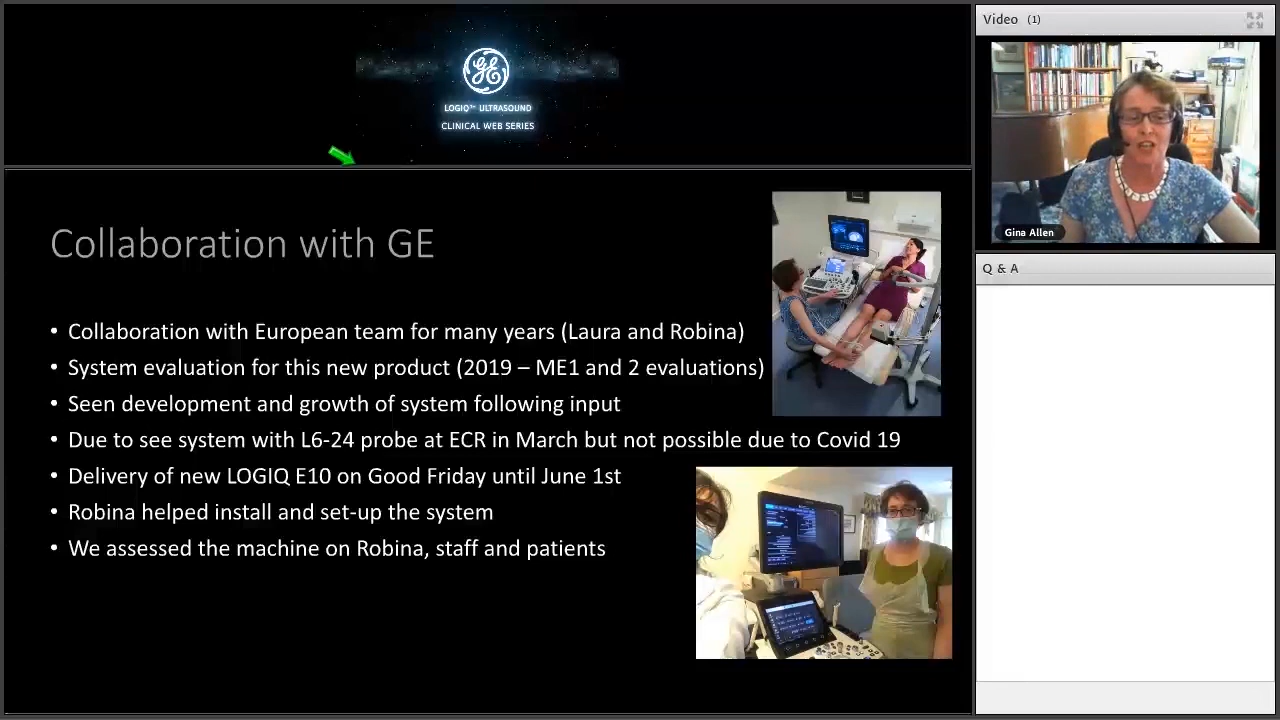 GE
LOGIQ™ ULTRASOUND
CLINICAL WEB SERIES
Collaboration with GE
• Collaboration with European team for many years (Laura and Robina)
• System evaluation for this new product (2019 – ME1 and 2 evaluations)
• Seen development and growth of system following input
• Due to see system with L6-24 probe at ECR in March but not possible due to Covid 19
• Delivery of new LOGIQ E10 on Good Friday until June 1st
• Robina helped install and set-up the system
• We assessed the machine on Robina, staff and patients
Video (1)
Gina Allen
Q & A